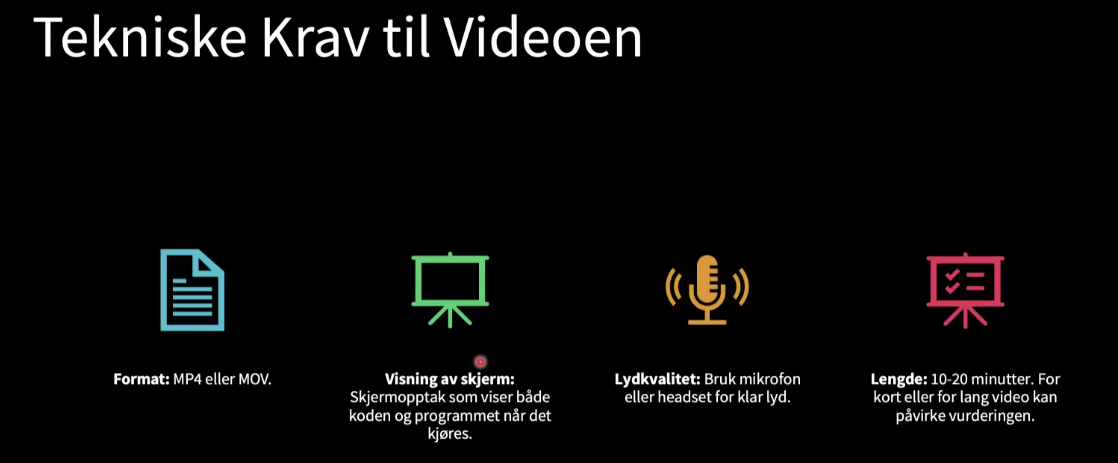 Tekniske Krav til Videoen
Format: MP4 eller MOV.
Visning av skjerm:
Skjermopptak som viser både
koden og programmet når det
kjøres.
Lydkvalitet: Bruk mikrofon
eller headset for klar lyd.
Lengde: 10-20 minutter. For
kort eller for lang video kan
påvirke vurderingen.